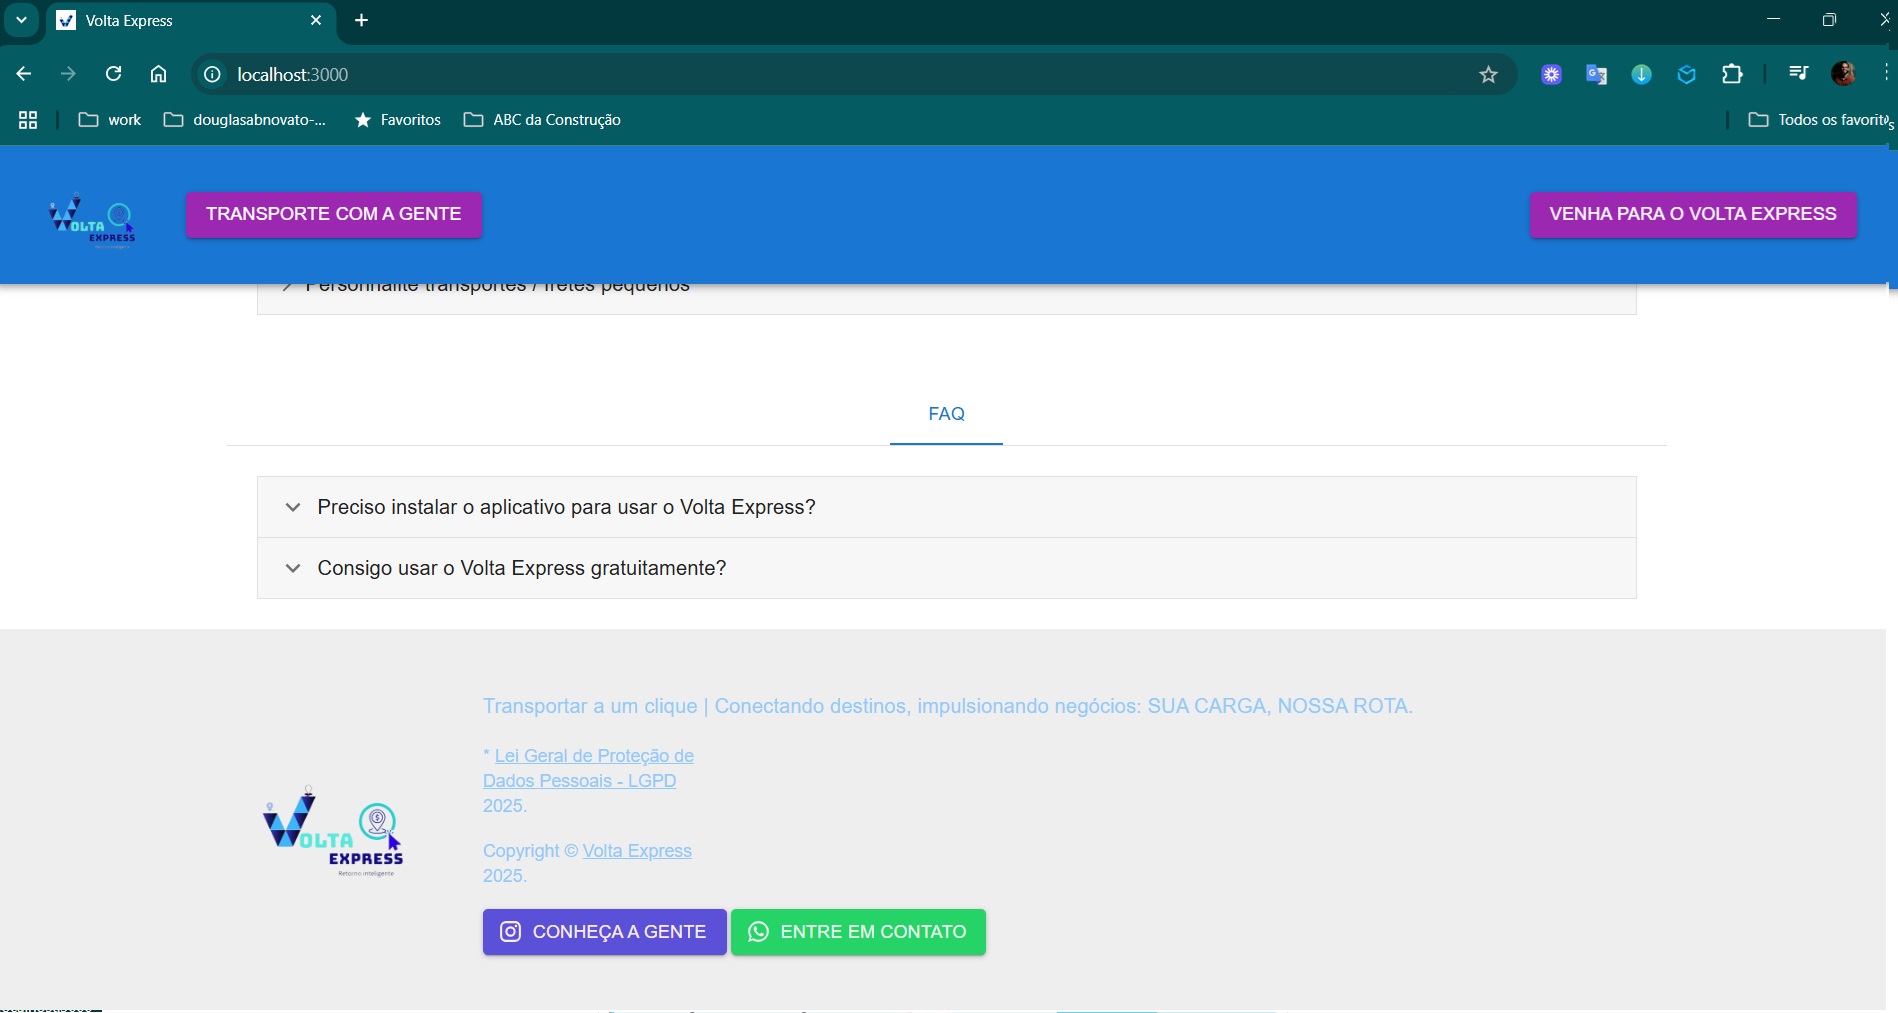 Volta Express
localhost:3000
work
douglasabnovato-...
Favoritos
ABC da Construção
Todos os favoritos
VOLTA
EXPRESS
TRANSPORTE COM A GENTE
VENHA PARA O VOLTA EXPRESS
Personnalité transportes / fretes pequenos
FAQ
Preciso instalar o aplicativo para usar o Volta Express?
Consigo usar o Volta Express gratuitamente?
Transportar a um clique | Conectando destinos, impulsionando negócios: SUA CARGA, NOSSA ROTA.
* Lei Geral de Proteção de
Dados Pessoais - LGPD
2025.
VOLTA
EXPRESS
Retorno inteligente
Copyright © Volta Express
2025.
CONHEÇA A GENTE
ENTRE EM CONTATO